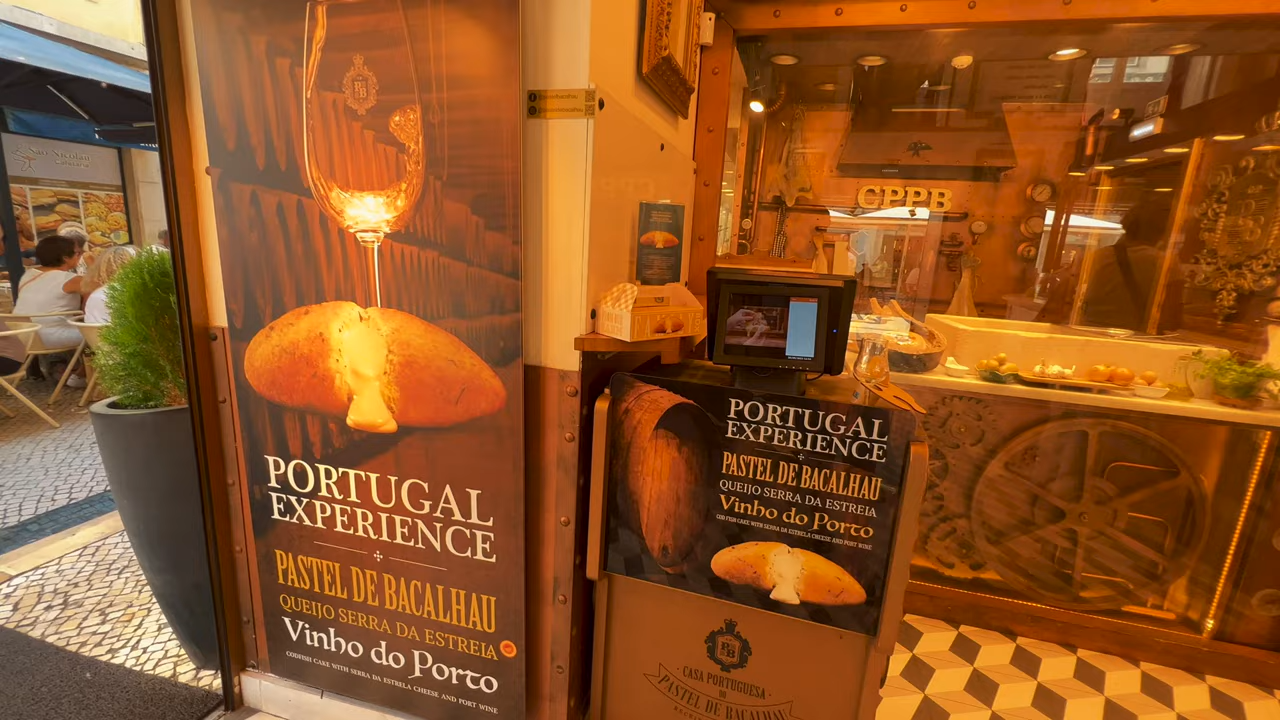 São Nicolau
PORTUGAL
EXPERIENCE
PASTEL DE BACALHAU
QUEIJO SERRA DA ESTREIA
Vinho do Porto
CODFISH CAKE WITH SERRA DA ESTRELA CHEESE AND PORT WINE
CPPB
PORTUGAL
EXPERIENCE
PASTEL DE BACALHAU
QUEIJO SERRA DA ESTREIA
Vinho do Porto
COD FISH CAKE WITH SERRA DA ESTRELA CHEESE AND PORT WINE
CASA PORTUGUESA
DO
PASTEL DE BACALHAU